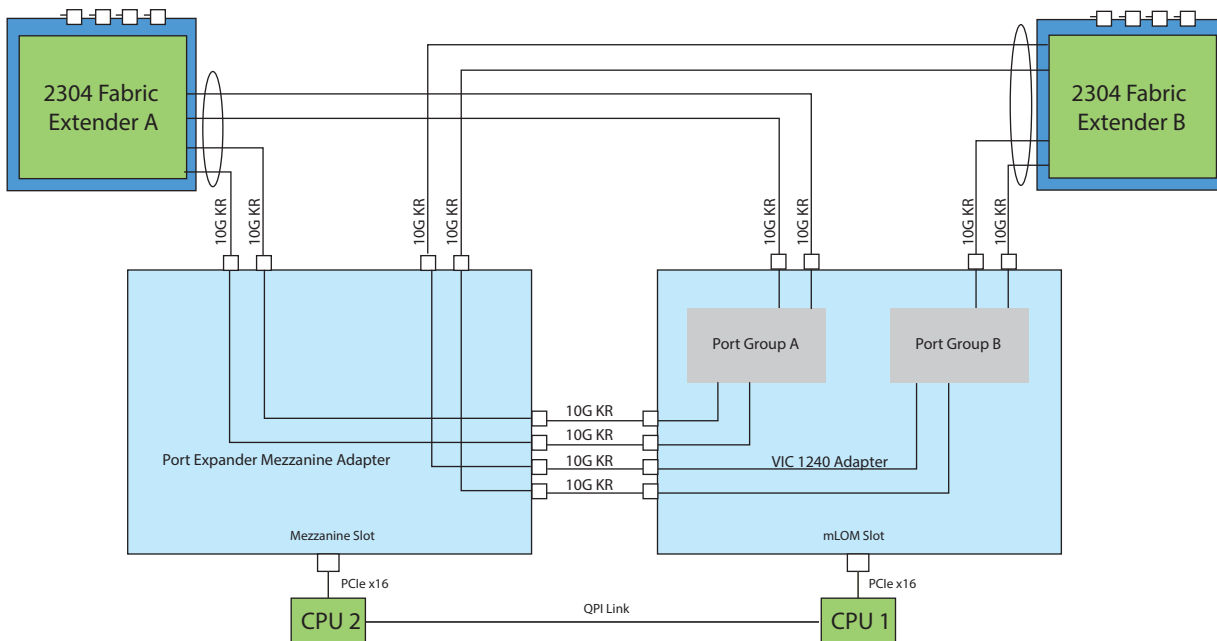 2304 Fabric
Extender A
2304 Fabric
Extender B
10G KR
10G KR
10G KR
10G KR
10G KR
10G KR
10G KR
10G KR
Port Group A
Port Group B
10G KR
10G KR
10G KR
10G KR
Port Expander Mezzanine Adapter
VIC 1240 Adapter
Mezzanine Slot
mLOM Slot
PCIe x16
PCIe x16
CPU 2
QPI Link
CPU 1